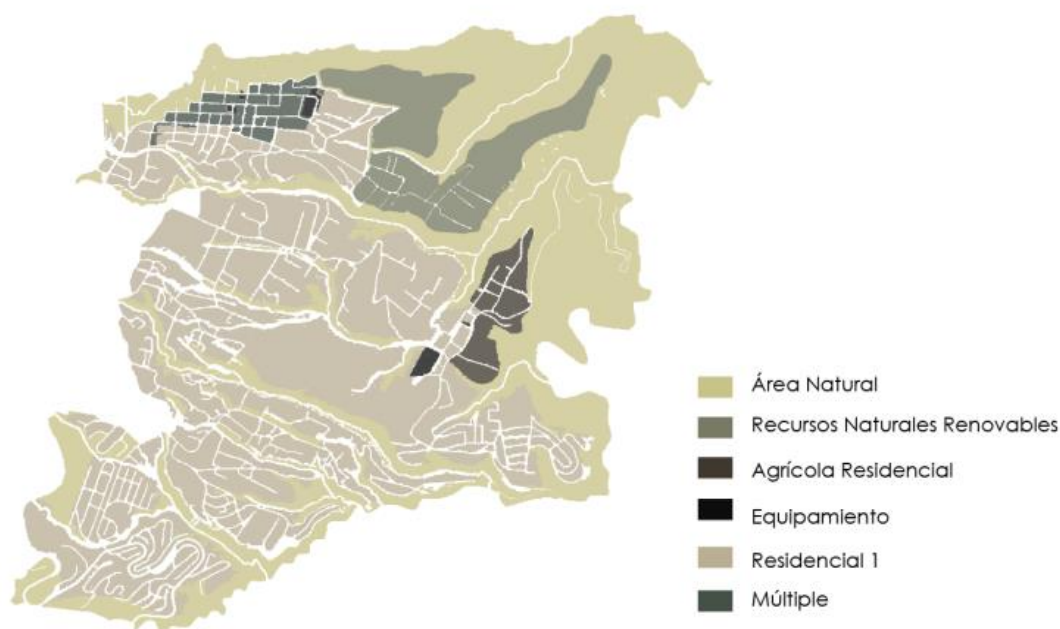 Área Natural
Recursos Naturales Renovables
Agrícola Residencial
Equipamiento
Residencial 1
Múltiple